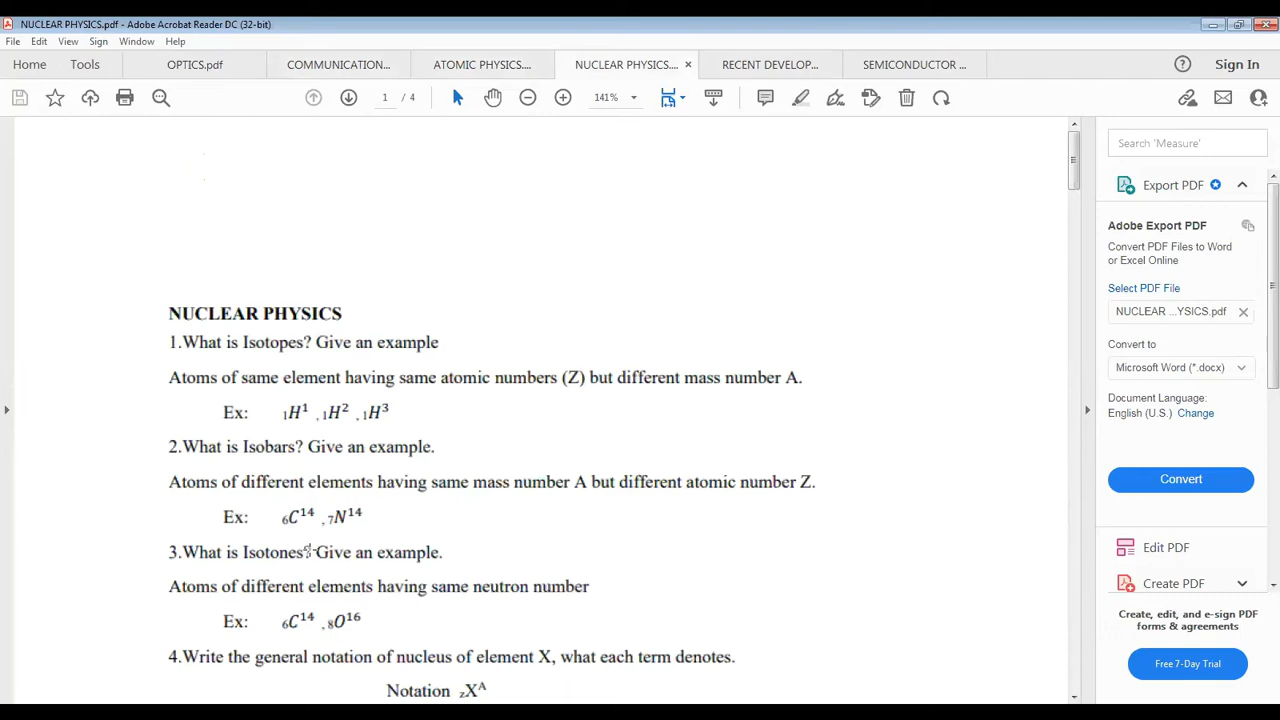 NUCLEAR PHYSICS.pdf - Adobe Acrobat Reader DC (32-bit)
File Edit View Sign Window Help
Home Tools OPTICS.pdf COMMUNICATION... ATOMIC PHYSICS.... NUCLEAR PHYSICS.... × RECENT DEVELOP... SEMICONDUCTOR ... Sign In
1 / 4 141%
Search 'Measure'
Export PDF
Adobe Export PDF
Convert PDF Files to Word
or Excel Online
Select PDF File
NUCLEAR ...YSICS.pdf
Convert to
Microsoft Word (*.docx)
Document Language:
English (U.S.) Change
Convert
Edit PDF
Create PDF
Create, edit, and e-sign PDF
forms & agreements
Free 7-Day Trial
NUCLEAR PHYSICS
1.What is Isotopes? Give an example
Atoms of same element having same atomic numbers (Z) but different mass number A.
Ex: ₁H¹ , ₁H² , ₁H³
2.What is Isobars? Give an example.
Atoms of different elements having same mass number A but different atomic number Z.
Ex: ₆C¹⁴ , ₇N¹⁴
3.What is Isotones? Give an example.
Atoms of different elements having same neutron number
Ex: ₆C¹⁴ , ₈O¹⁶
4.Write the general notation of nucleus of element X, what each term denotes.
Notation zXᴬ